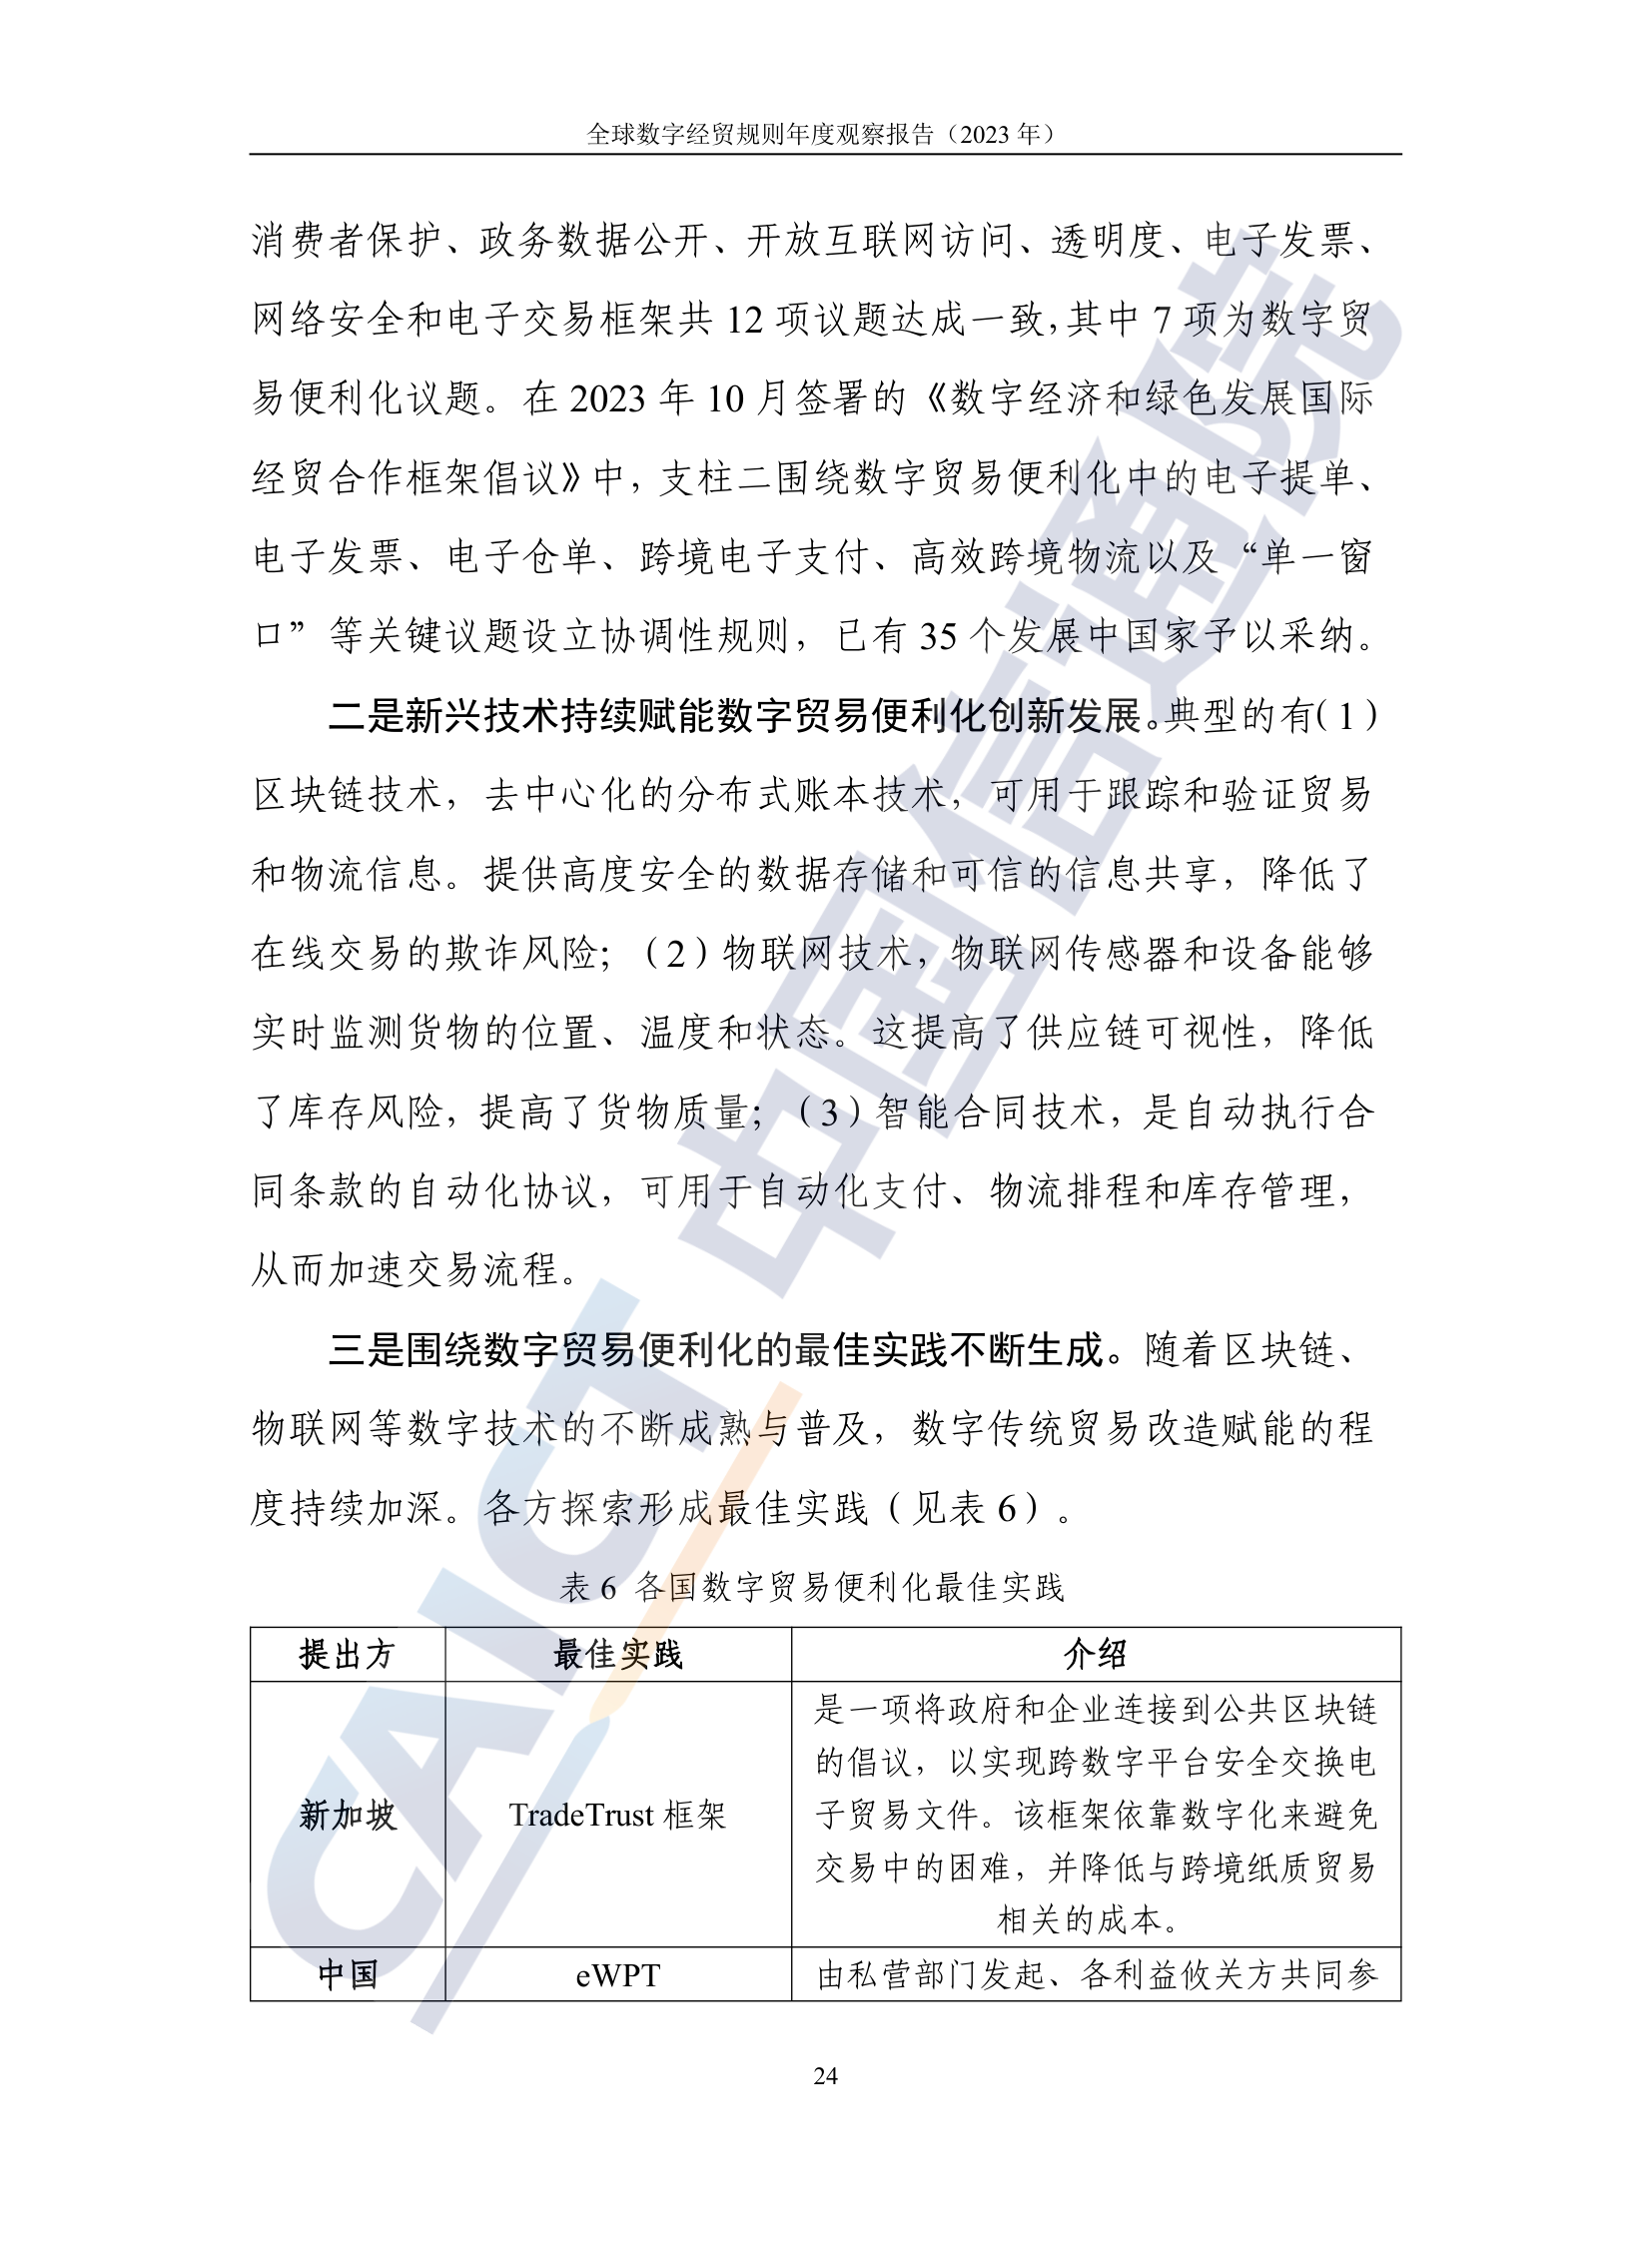 全球数字经贸规则年度观察报告（2023 年）
消费者保护、政务数据公开、开放互联网访问、透明度、电子发票、
网络安全和电子交易框架共 12 项议题达成一致，其中 7 项为数字贸
易便利化议题。在 2023 年 10 月签署的《数字经济和绿色发展国际
经贸合作框架倡议》中，支柱二围绕数字贸易便利化中的电子提单、
电子发票、电子仓单、跨境电子支付、高效跨境物流以及“单一窗
口”等关键议题设立协调性规则，已有 35 个发展中国家予以采纳。
二是新兴技术持续赋能数字贸易便利化创新发展。典型的有（1）
区块链技术，去中心化的分布式账本技术，可用于跟踪和验证贸易
和物流信息。提供高度安全的数据存储和可信的信息共享，降低了
在线交易的欺诈风险；（2）物联网技术，物联网传感器和设备能够
实时监测货物的位置、温度和状态。这提高了供应链可视性，降低
了库存风险，提高了货物质量；（3）智能合同技术，是自动执行合
同条款的自动化协议，可用于自动化支付、物流排程和库存管理，
从而加速交易流程。
三是围绕数字贸易便利化的最佳实践不断生成。随着区块链、
物联网等数字技术的不断成熟与普及，数字传统贸易改造赋能的程
度持续加深。各方探索形成最佳实践（见表 6）。
表 6 各国数字贸易便利化最佳实践
提出方 最佳实践 介绍
是一项将政府和企业连接到公共区块链
的倡议，以实现跨数字平台安全交换电
新加坡 TradeTrust 框架 子贸易文件。该框架依靠数字化来避免
交易中的困难，并降低与跨境纸质贸易
相关的成本。
中国 eWPT 由私营部门发起、各利益攸关方共同参
24
CAICT 中国信通院